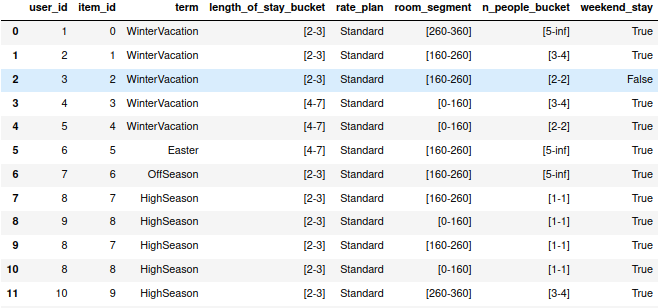 user_id item_id term length_of_stay_bucket rate_plan room_segment n_people_bucket weekend_stay
0 1 0 WinterVacation [2-3] Standard [260-360] [5-inf] True
1 2 1 WinterVacation [2-3] Standard [160-260] [3-4] True
2 3 2 WinterVacation [2-3] Standard [160-260] [2-2] False
3 4 3 WinterVacation [4-7] Standard [0-160] [3-4] True
4 5 4 WinterVacation [4-7] Standard [0-160] [2-2] True
5 6 5 Easter [4-7] Standard [160-260] [5-inf] True
6 7 6 OffSeason [2-3] Standard [160-260] [5-inf] True
7 8 7 HighSeason [2-3] Standard [160-260] [1-1] True
8 9 8 HighSeason [2-3] Standard [0-160] [1-1] True
9 8 7 HighSeason [2-3] Standard [160-260] [1-1] True
10 8 8 HighSeason [2-3] Standard [0-160] [1-1] True
11 10 9 HighSeason [2-3] Standard [260-360] [3-4] True